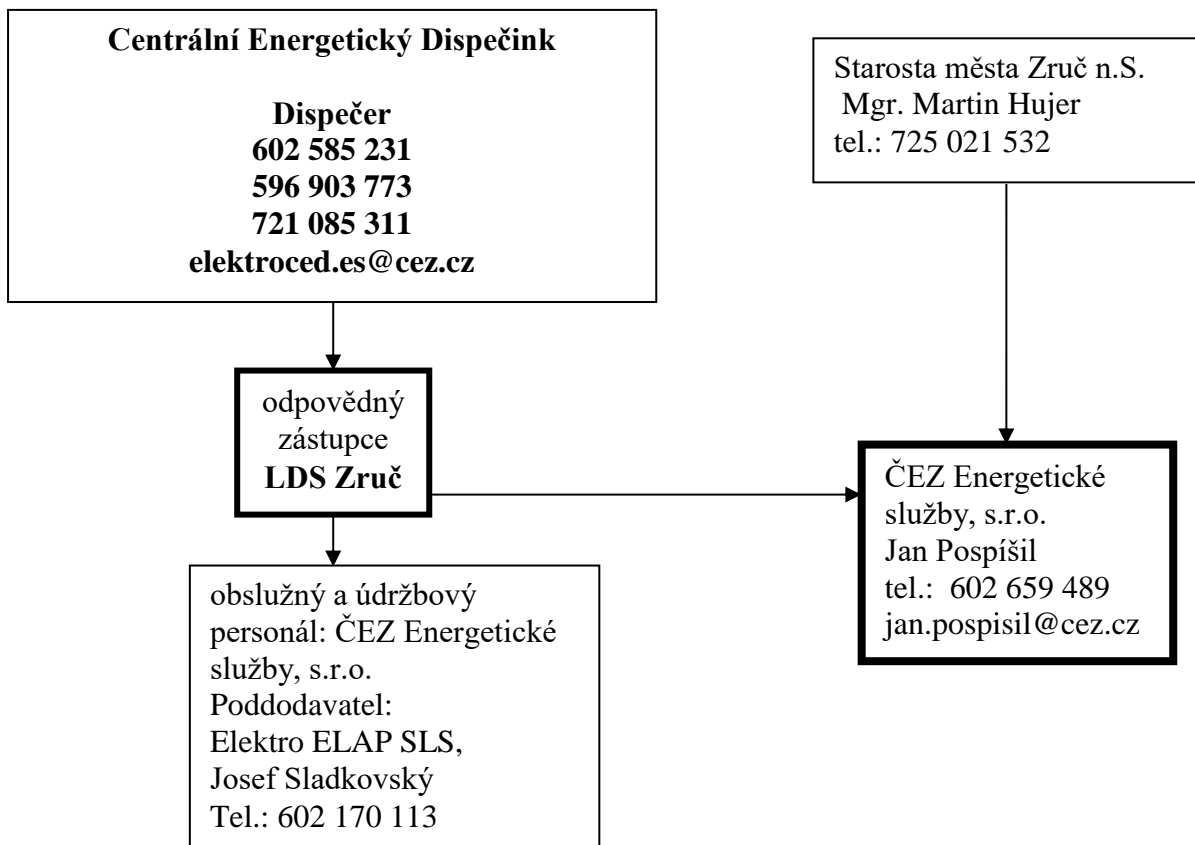 Centrální Energetický Dispečink
Dispečer
602 585 231
596 903 773
721 085 311
elektroced.es@cez.cz
Starosta města Zruč n.S.
Mgr. Martin Hujer
tel.: 725 021 532
odpovědný
zástupce
LDS Zruč
ČEZ Energetické
služby, s.r.o.
Jan Pospíšil
tel.: 602 659 489
jan.pospisil@cez.cz
obslužný a údržbový
personál: ČEZ Energetické
služby, s.r.o.
Poddodavatel:
Elektro ELAP SLS,
Josef Sladkovský
Tel.: 602 170 113